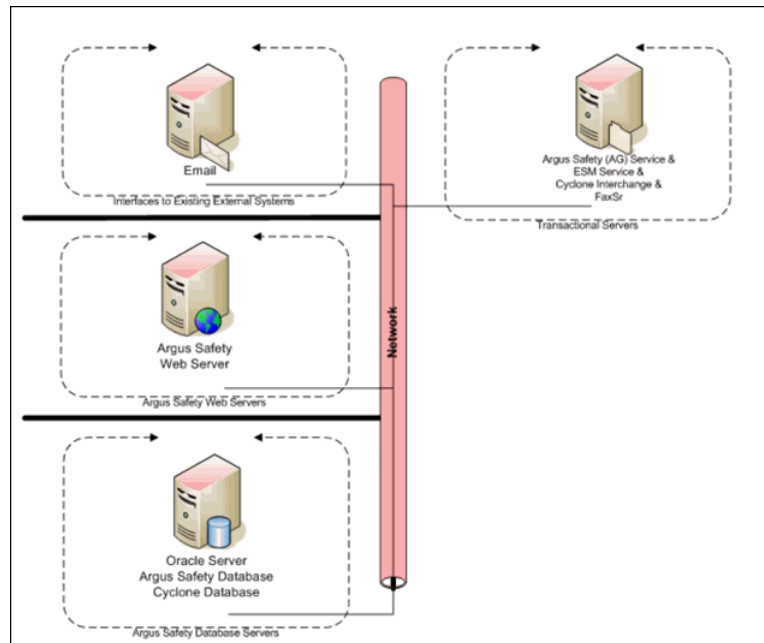 Email
Interfaces to Existing External Systems
Argus Safety (AG) Service &
ESM Service &
Cyclone Interchange &
FaxSr
Transactional Servers
Network
Argus Safety
Web Server
Argus Safety Web Servers
Oracle Server
Argus Safety Database
Cyclone Database
Argus Safety Database Servers